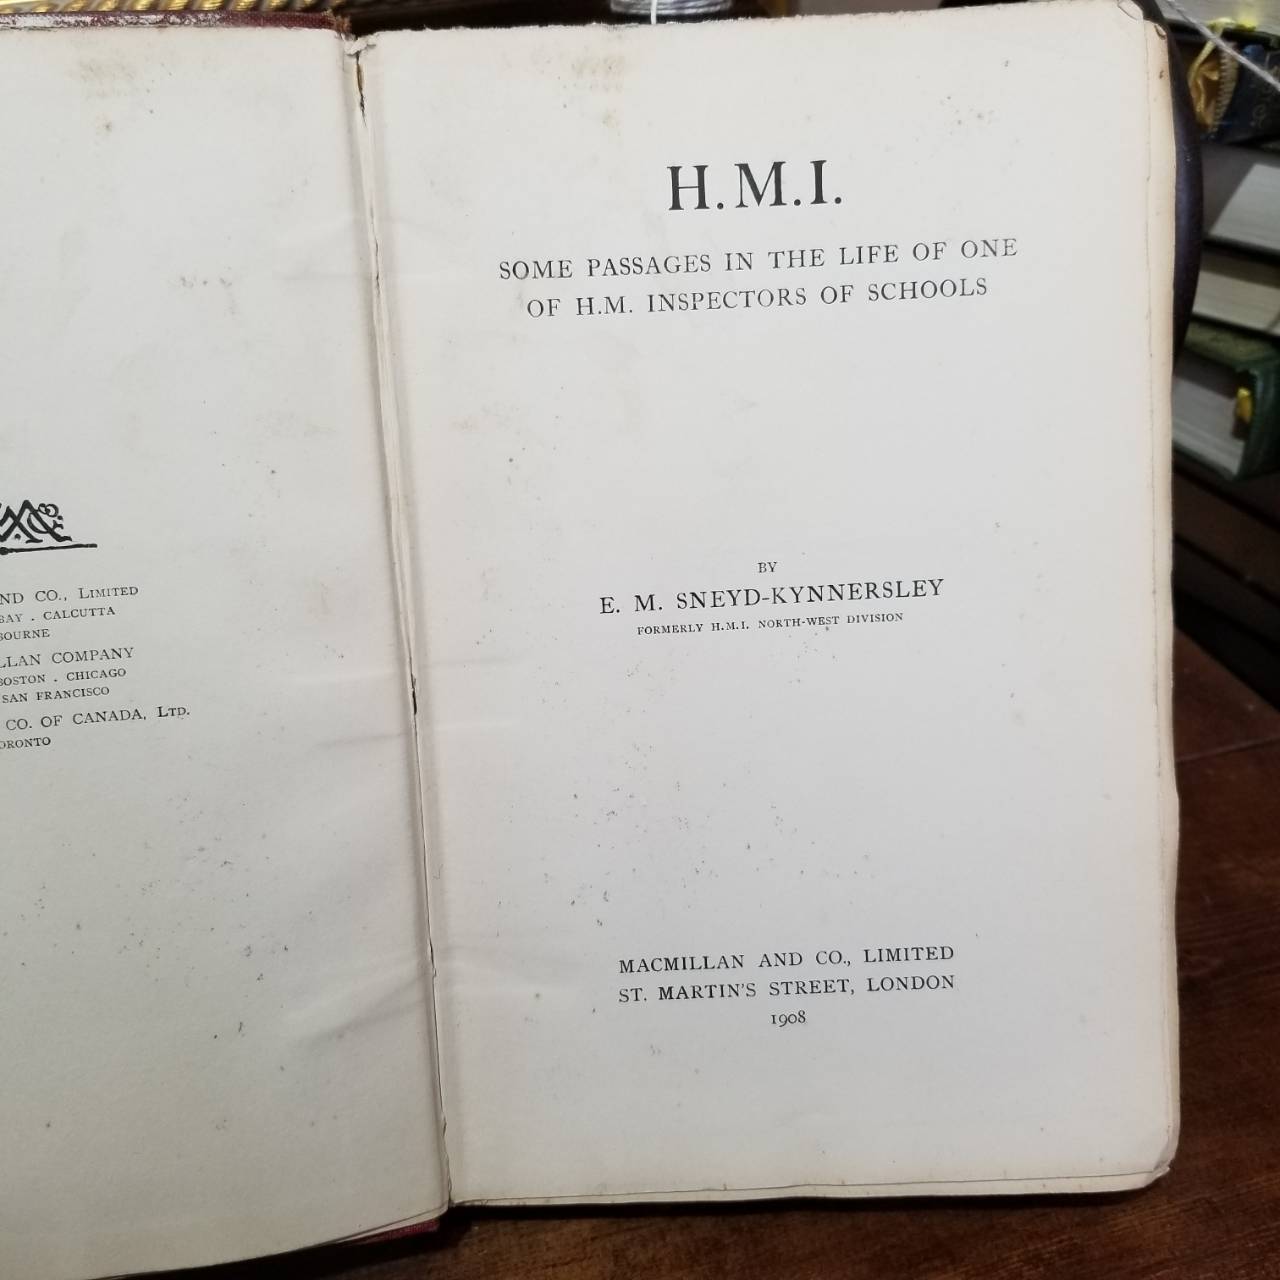 ND CO., LIMITED
BAY . CALCUTTA
BOURNE
LLAN COMPANY
BOSTON . CHICAGO
SAN FRANCISCO
CO. OF CANADA, LTD.
ORONTO
H.M.I.
SOME PASSAGES IN THE LIFE OF ONE
OF H.M. INSPECTORS OF SCHOOLS
BY
E. M. SNEYD-KYNNERSLEY
FORMERLY H.M.I. NORTH-WEST DIVISION
MACMILLAN AND CO., LIMITED
ST. MARTIN'S STREET, LONDON
1908